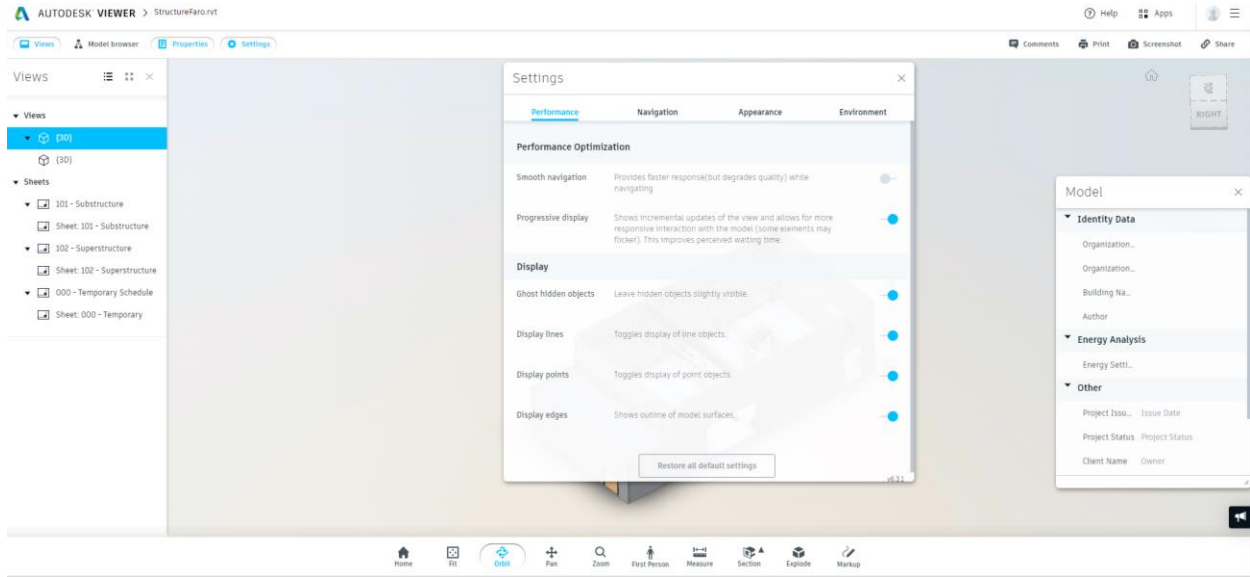 AUTODESK' VIEWER > StructureFaro.rvt
Help
Apps
Views
Model browser
Properties
Settings
Comments
Print
Screenshot
Share
Views
Views
{3D}
{3D}
Sheets
101 - Substructure
Sheet: 101 - Substructure
102 - Superstructure
Sheet: 102 - Superstructure
000 - Temporary Schedule
Sheet: 000 - Temporary
Settings
Performance
Navigation
Appearance
Environment
Performance Optimization
Smooth navigation
Provides faster response(but degrades quality) while
navigating
Progressive display
Shows incremental updates of the view and allows for more
responsive interaction with the model (some elements may
flicker). This improves perceived waiting time.
Display
Ghost hidden objects
Leave hidden objects slightly visible.
Display lines
Toggles display of line objects.
Display points
Toggles display of point objects.
Display edges
Shows outline of model surfaces.
Restore all default settings
v6.3.1
RIGHT
Model
Identity Data
Organization...
Organization...
Building Na...
Author
Energy Analysis
Energy Setti...
Other
Project Issu... Issue Date
Project Status Project Status
Client Name Owner
Home
Fit
Orbit
Pan
Zoom
First Person
Measure
Section
Explode
Markup